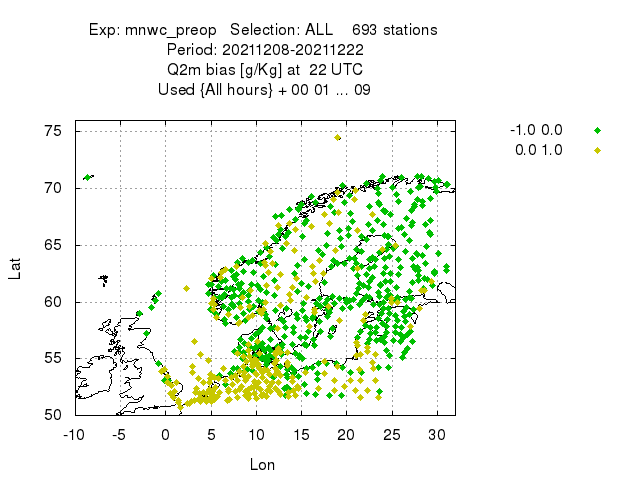 Exp: mnwc_preop   Selection: ALL    693 stations
Period: 20211208-20211222
Q2m bias [g/Kg] at  22 UTC
Used {All hours} + 00 01 ... 09
-1.0 0.0
0.0 1.0
75
70
65
60
55
50
Lat
-10 -5 0 5 10 15 20 25 30
Lon